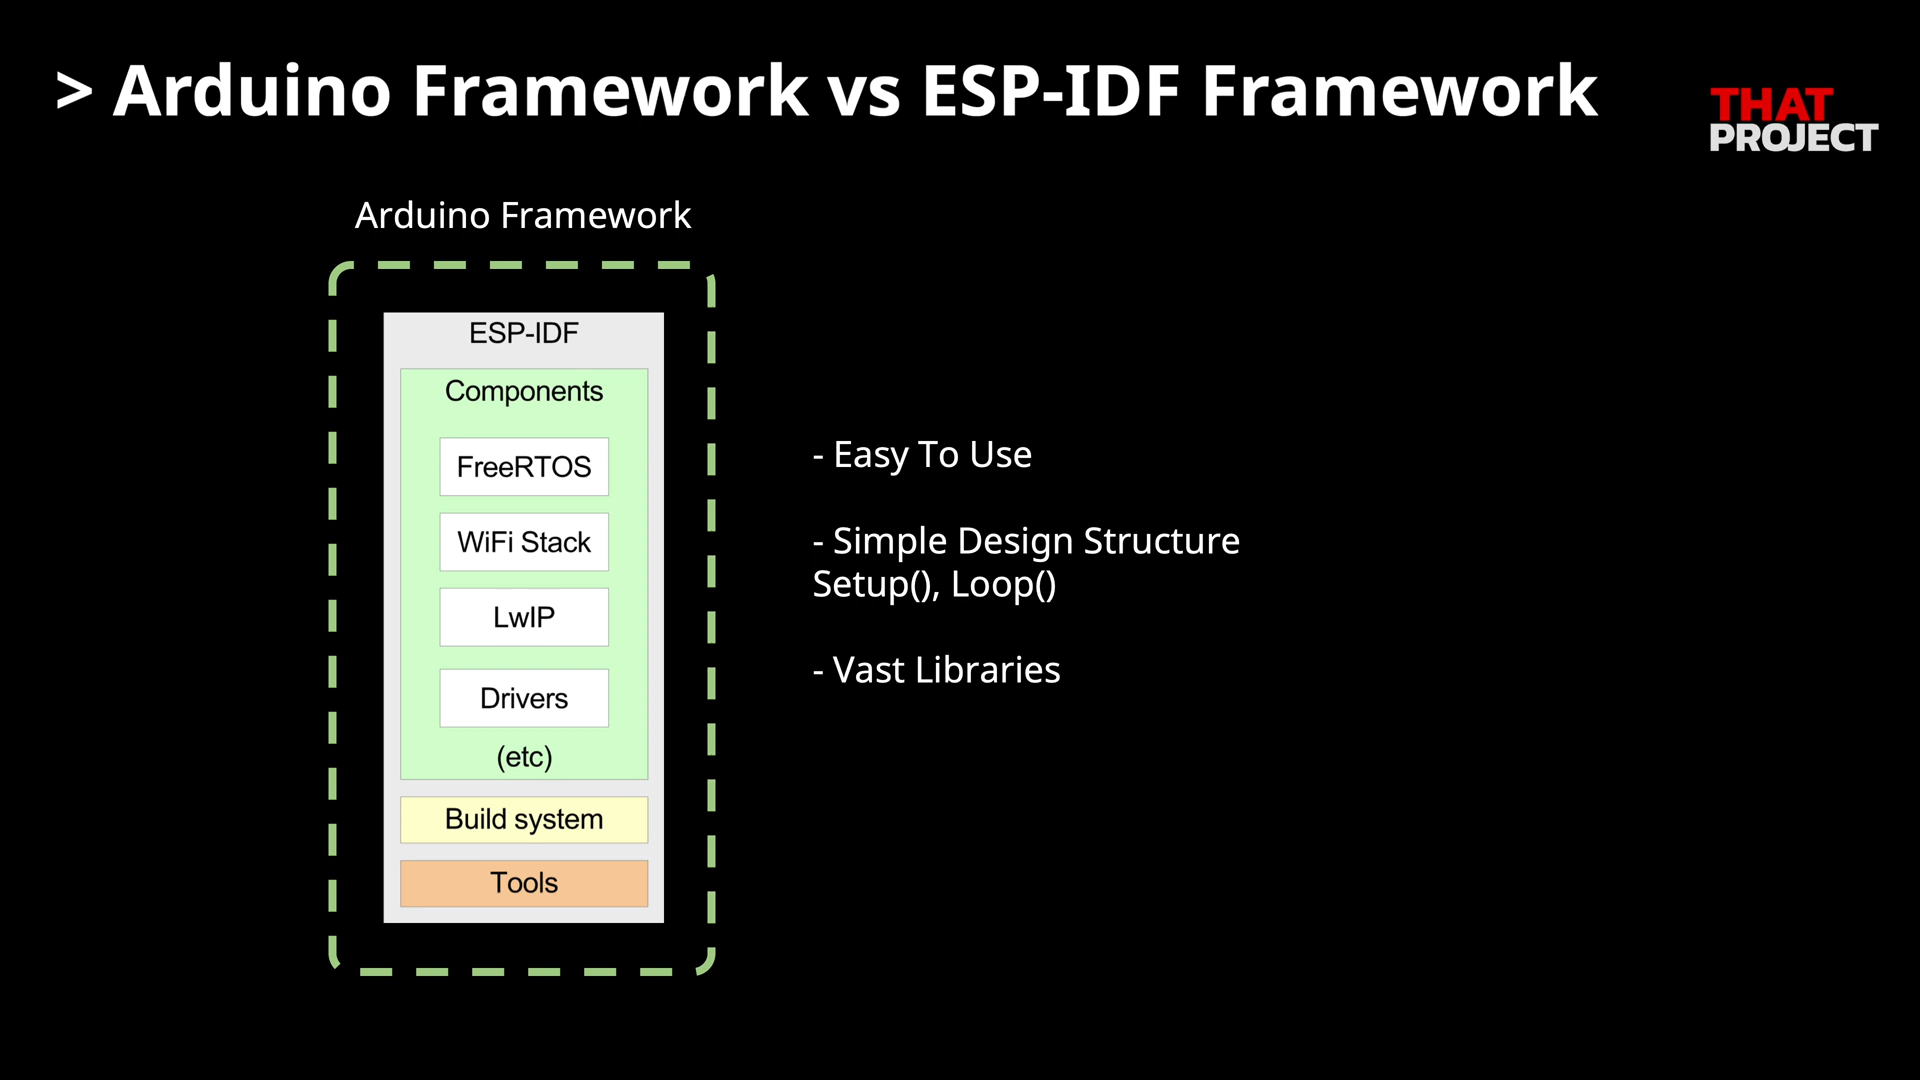 > Arduino Framework vs ESP-IDF Framework
THAT
PROJECT
Arduino Framework
ESP-IDF
Components
FreeRTOS
WiFi Stack
LwIP
Drivers
(etc)
Build system
Tools
- Easy To Use
- Simple Design Structure
Setup(), Loop()
- Vast Libraries